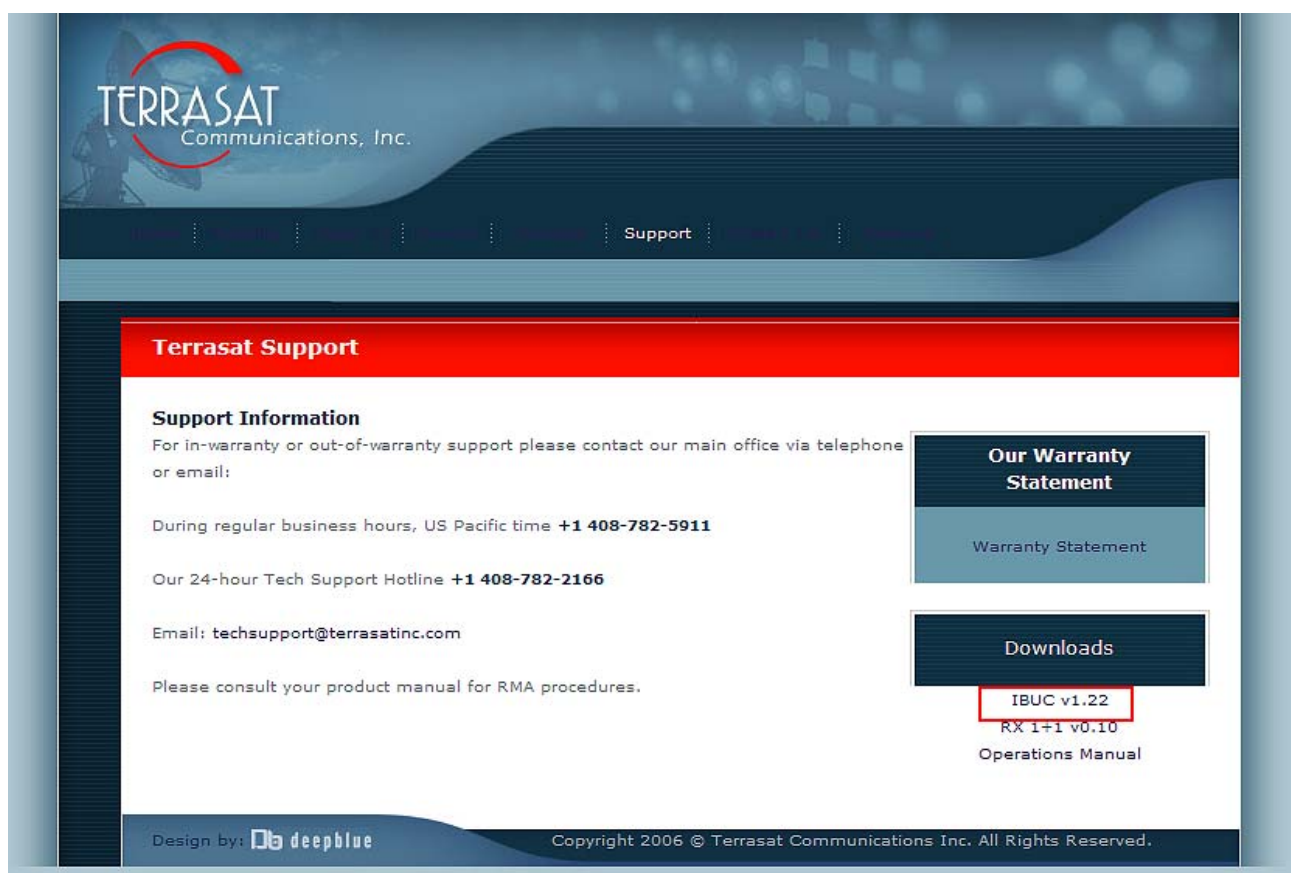 TERRASAT
Communications, Inc.
Support
Terrasat Support
Support Information
For in-warranty or out-of-warranty support please contact our main office via telephone
or email:
During regular business hours, US Pacific time +1 408-782-5911
Our 24-hour Tech Support Hotline +1 408-782-2166
Email: techsupport@terrasatinc.com
Please consult your product manual for RMA procedures.
Our Warranty
Statement
Warranty Statement
Downloads
IBUC v1.22
RX 1+1 v0.10
Operations Manual
Design by: Db deepblue
Copyright 2006 © Terrasat Communications Inc. All Rights Reserved.